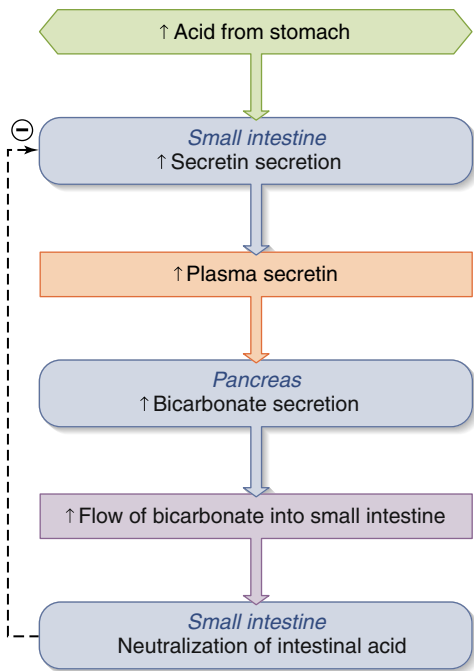 ↑ Acid from stomach
Small intestine
↑ Secretin secretion
↑ Plasma secretin
Pancreas
↑ Bicarbonate secretion
↑ Flow of bicarbonate into small intestine
Small intestine
Neutralization of intestinal acid